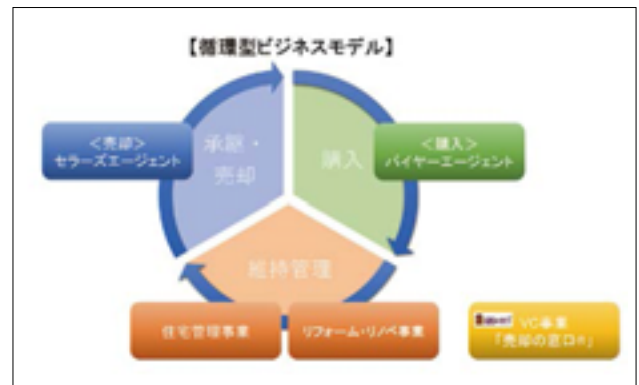 【循環型ビジネスモデル】
＜売却＞
セラーズエージェント
承継・
売却
購入
＜購入＞
バイヤーエージェント
維持管理
住宅管理事業
リフォーム・リノベ事業
VC事業
「売却の窓口®」